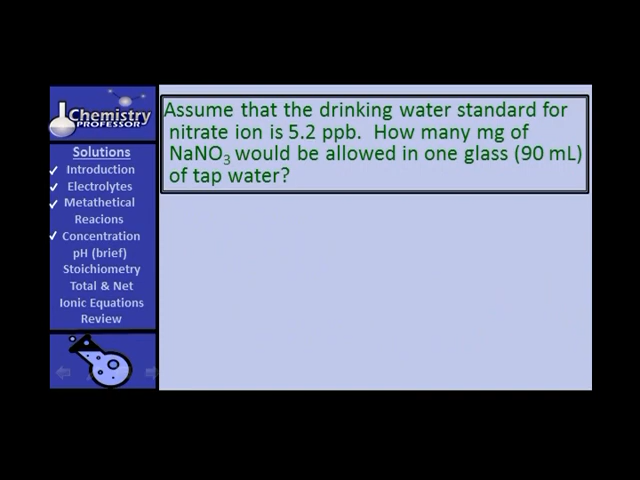 Chemistry
PROFESSOR
Solutions
Introduction
Electrolytes
Metathetical
Reacions
Concentration
pH (brief)
Stoichiometry
Total & Net
Ionic Equations
Review
Assume that the drinking water standard for
nitrate ion is 5.2 ppb. How many mg of
NaNO₃ would be allowed in one glass (90 mL)
of tap water?